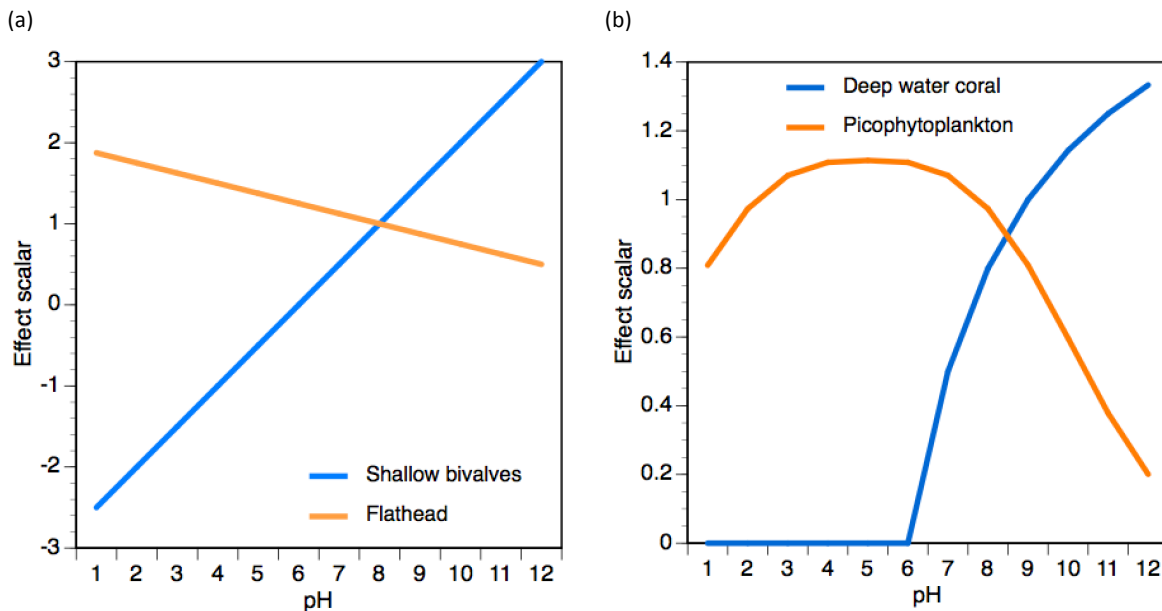 (a)
3
2
1
0
-1
-2
-3
Effect scalar
Shallow bivalves
Flathead
1 2 3 4 5 6 7 8 9 10 11 12
pH
(b)
1.4
1.2
1
0.8
0.6
0.4
0.2
0
Effect scalar
Deep water coral
Picophytoplankton
1 2 3 4 5 6 7 8 9 10 11 12
pH